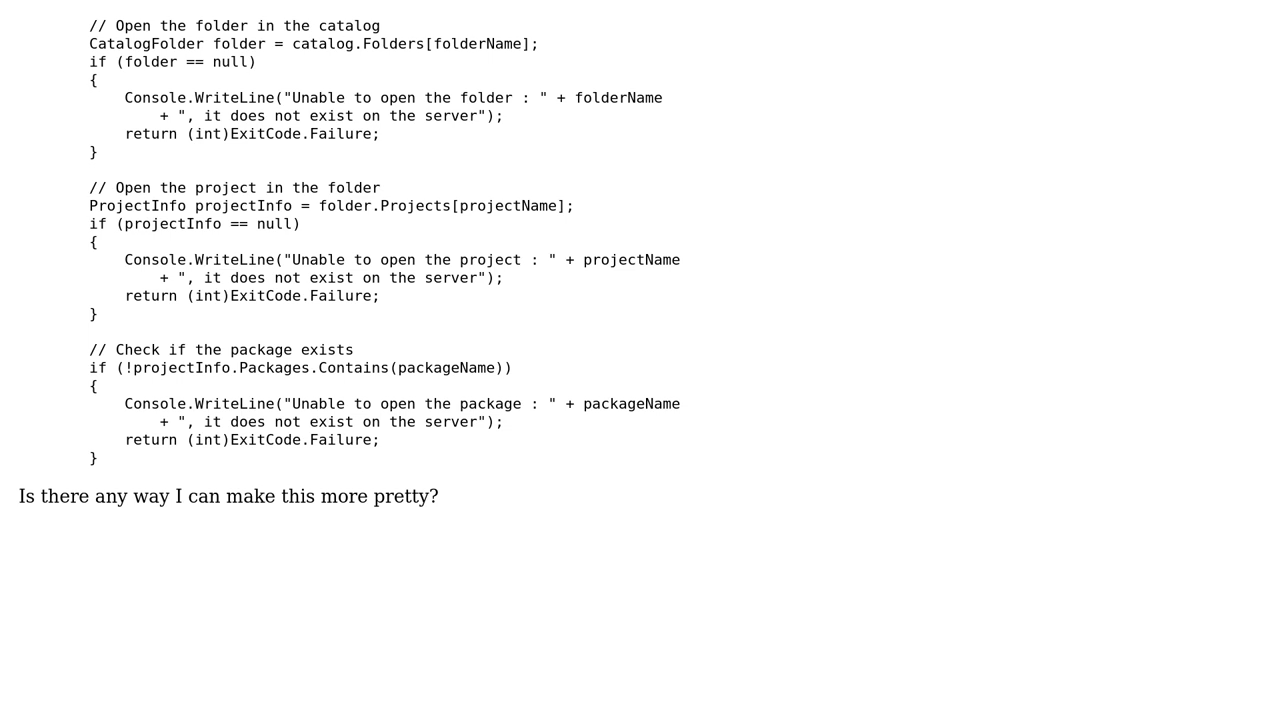 // Open the folder in the catalog
CatalogFolder folder = catalog.Folders[folderName];
if (folder == null)
{
    Console.WriteLine("Unable to open the folder : " + folderName
        + ", it does not exist on the server");
    return (int)ExitCode.Failure;
}

// Open the project in the folder
ProjectInfo projectInfo = folder.Projects[projectName];
if (projectInfo == null)
{
    Console.WriteLine("Unable to open the project : " + projectName
        + ", it does not exist on the server");
    return (int)ExitCode.Failure;
}

// Check if the package exists
if (!projectInfo.Packages.Contains(packageName))
{
    Console.WriteLine("Unable to open the package : " + packageName
        + ", it does not exist on the server");
    return (int)ExitCode.Failure;
}

Is there any way I can make this more pretty?